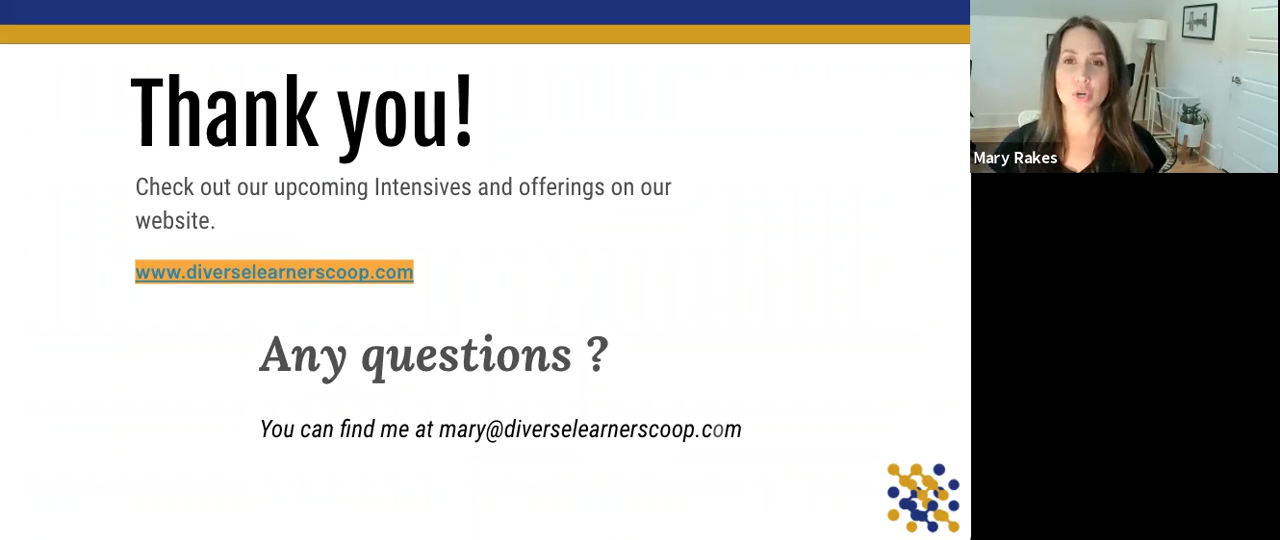 Thank you!
Check out our upcoming Intensives and offerings on our
website.
www.diverselearnerscoop.com
Any questions ?
You can find me at mary@diverselearnerscoop.com
Mary Rakes